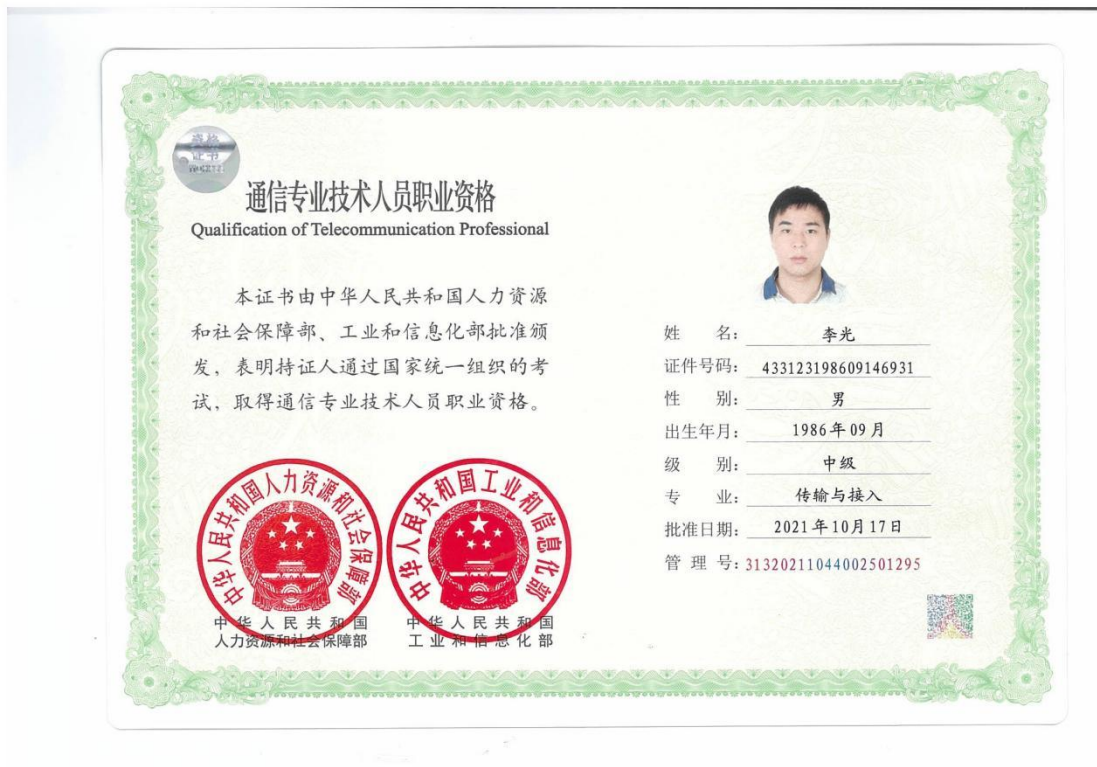 资格
证书
通信专业技术人员职业资格
Qualification of Telecommunication Professional
本证书由中华人民共和国人力资源
和社会保障部、工业和信息化部批准颁
发，表明持证人通过国家统一组织的考
试，取得通信专业技术人员职业资格。
中华人民共和国人力资源和社会保障部
中华人民共和国
人力资源和社会保障部
中华人民共和国工业和信息化部
中华人民共和国
工业和信息化部
姓 名：李光
证件号码：433123198609146931
性 别：男
出生年月：1986年09月
级 别：中级
专 业：传输与接入
批准日期：2021年10月17日
管 理 号：31320211044002501295